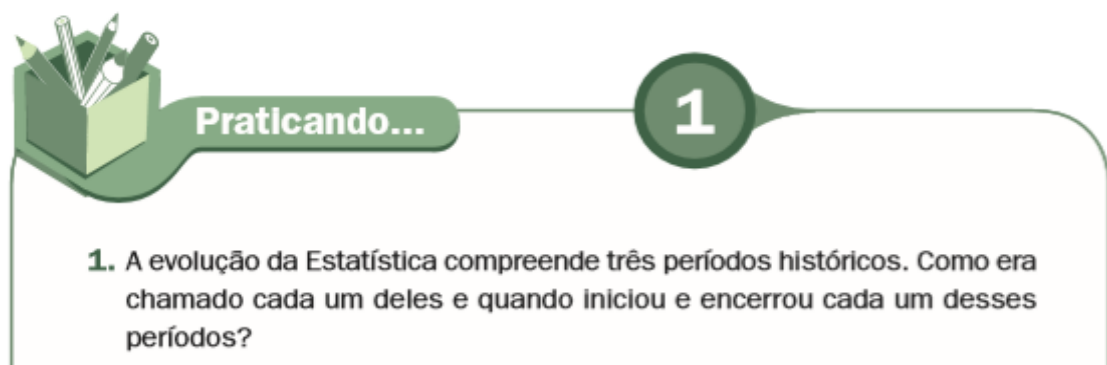 Praticando...
1
1. A evolução da Estatística compreende três períodos históricos. Como era
chamado cada um deles e quando iniciou e encerrou cada um desses
períodos?